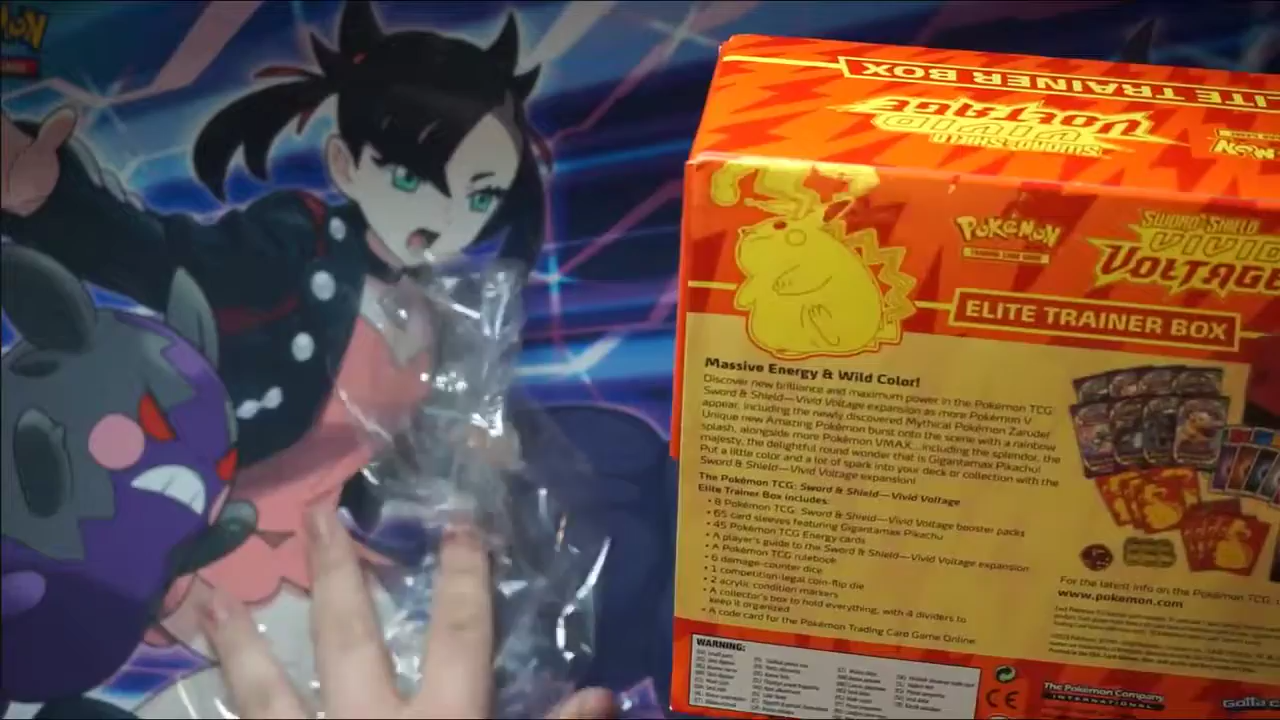 ELITE TRAINER BOX
VIVID
VOLTAGE
SWORD & SHIELD
POKÉMON
TRADING CARD GAME
SWORD & SHIELD
VIVID
VOLTAGE
ELITE TRAINER BOX
Massive Energy & Wild Color!
Discover new brilliance and maximum power in the Pokémon TCG:
Sword & Shield—Vivid Voltage expansion as more Pokémon V
appear, including the newly discovered Mythical Pokémon Zarude!
Unique new Amazing Pokémon burst onto the scene with a rainbow
splash, alongside more Pokémon VMAX...including the splendor, the
majesty, the delightful round wonder that is Gigantamax Pikachu!
Put a little color and a lot of spark into your deck or collection with the
Sword & Shield—Vivid Voltage expansion!
The Pokémon TCG: Sword & Shield—Vivid Voltage
Elite Trainer Box includes:
• 8 Pokémon TCG: Sword & Shield—Vivid Voltage booster packs
• 65 card sleeves featuring Gigantamax Pikachu
• 45 Pokémon TCG Energy cards
• A player's guide to the Sword & Shield—Vivid Voltage expansion
• A Pokémon TCG rulebook
• 6 damage-counter dice
• 1 competition-legal coin-flip die
• 2 acrylic condition markers
• A collector's box to hold everything, with 4 dividers to
keep it organized
• A code card for the Pokémon Trading Card Game Online
For the latest info on the Pokémon TCG,
www.pokemon.com
WARNING:
CE
The Pokémon Company
INTERNATIONAL